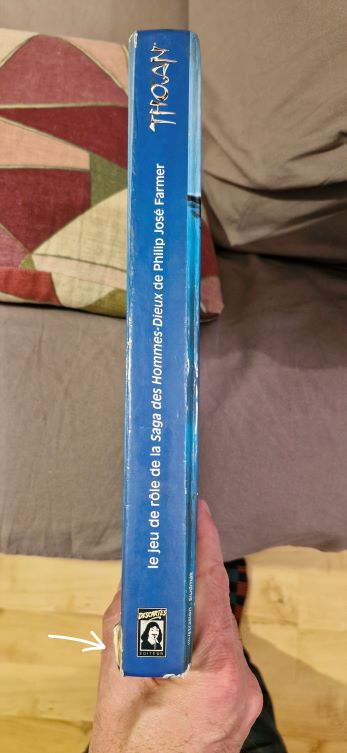 THOAN
le jeu de rôle de la Saga des Hommes-Dieux de Philip José Farmer
DESCARTES
EDITEUR